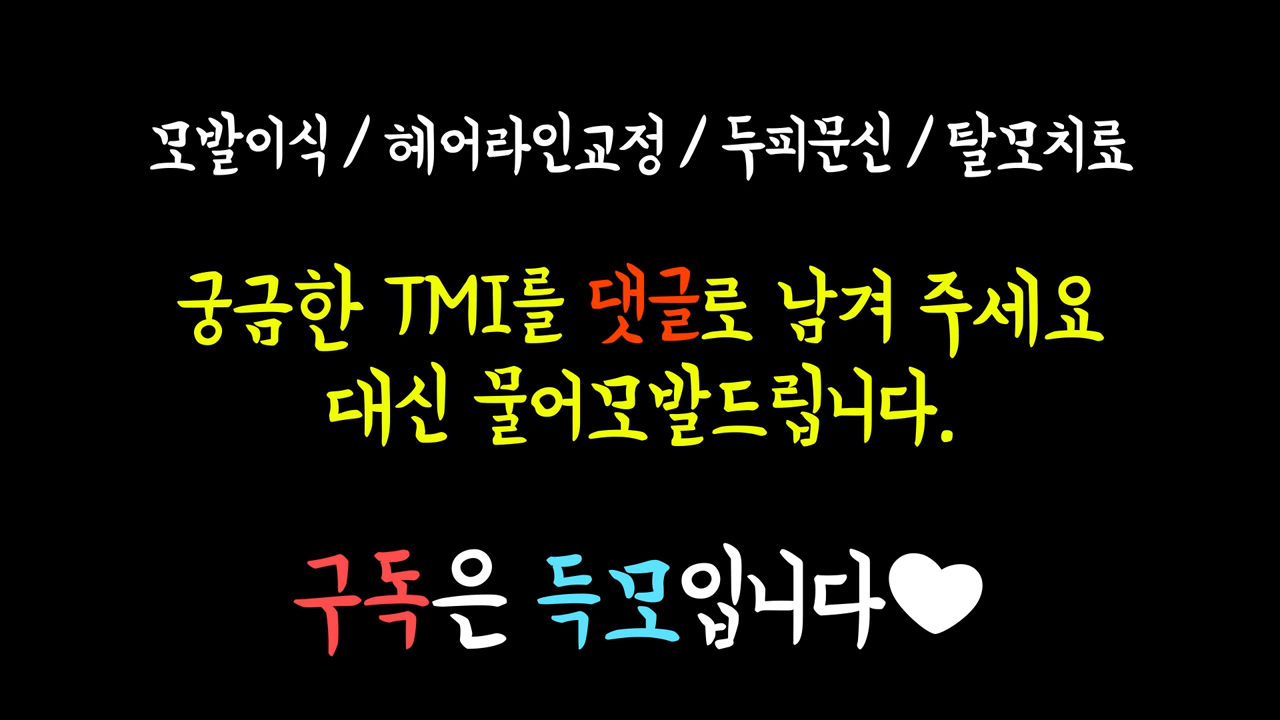 모발이식 / 헤어라인교정 / 두피문신 / 탈모치료
궁금한 TMI를 댓글로 남겨 주세요
대신 물어모발드립니다.
구독은 득모입니다♥